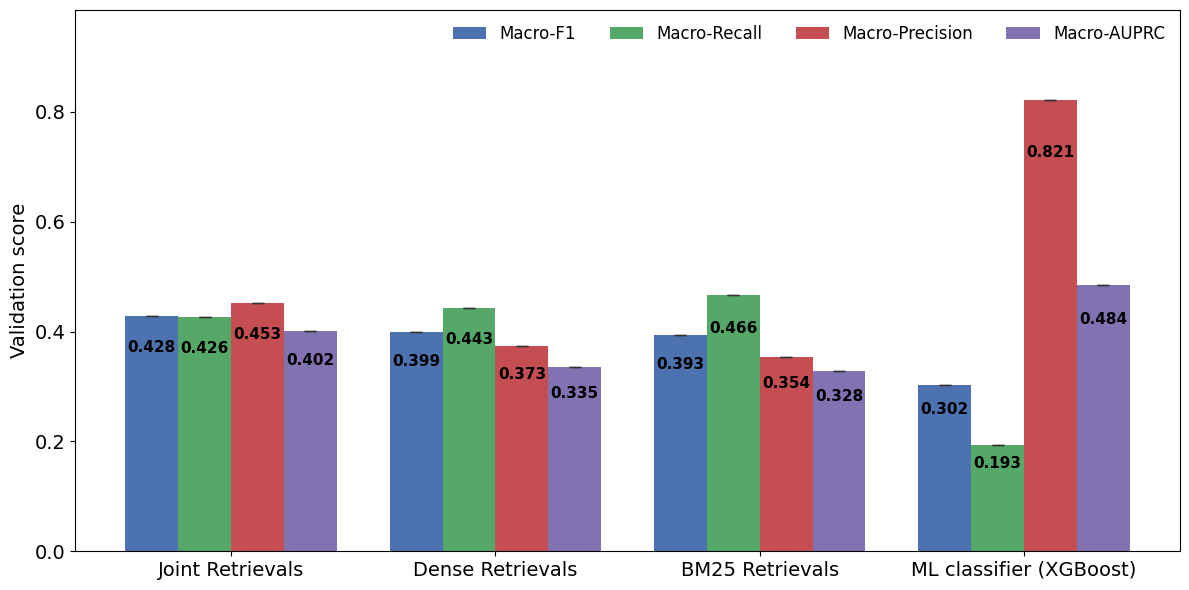 Macro-F1 Macro-Recall Macro-Precision Macro-AUPRC
Validation score
0.8
0.6
0.4
0.2
0.0
0.428 0.426 0.453 0.402
0.399 0.443 0.373 0.335
0.393 0.466 0.354 0.328
0.302 0.193 0.821 0.484
Joint Retrievals Dense Retrievals BM25 Retrievals ML classifier (XGBoost)